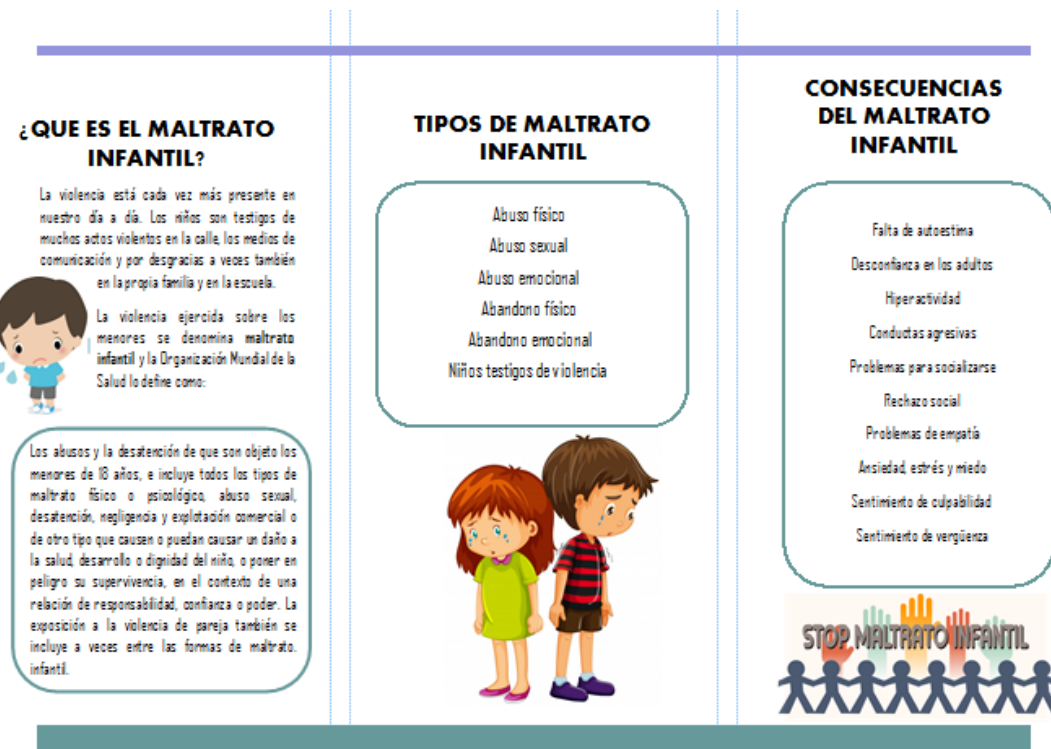 ¿QUE ES EL MALTRATO
INFANTIL?
La violencia está cada vez más presente en
nuestro día a día. Los niños son testigos de
muchos actos violentos en la calle, los medios de
comunicación y por desgracias a veces también
en la propia familia y en la escuela.
La violencia ejercida sobre los
menores se denomina maltrato
infantil y la Organización Mundial de la
Salud lo define como:
Los abusos y la desatención de que son objeto los
menores de 18 años, e incluye todos los tipos de
maltrato físico o psicológico, abuso sexual,
desatención, negligencia y explotación comercial o
de otro tipo que causen o puedan causar un daño a
la salud, desarrollo o dignidad del niño, o poner en
peligro su supervivencia, en el contexto de una
relación de responsabilidad, confianza o poder. La
exposición a la violencia de pareja también se
incluye a veces entre las formas de maltrato.
infantil.
TIPOS DE MALTRATO
INFANTIL
Abuso físico
Abuso sexual
Abuso emocional
Abandono físico
Abandono emocional
Niños testigos de violencia
CONSECUENCIAS
DEL MALTRATO
INFANTIL
Falta de autoestima
Desconfianza en los adultos
Hiperactividad
Conductas agresivas
Problemas para socializarse
Rechazo social
Problemas de empatía
Ansiedad, estrés y miedo
Sentimiento de culpabilidad
Sentimiento de vergüenza
STOP MALTRATO INFANTIL